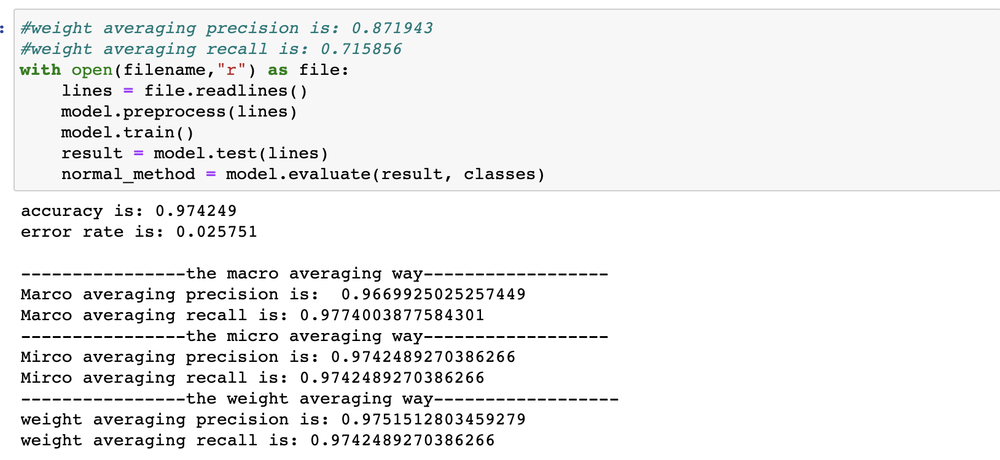 :
#weight averaging precision is: 0.871943
#weight averaging recall is: 0.715856
with open(filename,"r") as file:
    lines = file.readlines()
    model.preprocess(lines)
    model.train()
    result = model.test(lines)
    normal_method = model.evaluate(result, classes)
accuracy is: 0.974249
error rate is: 0.025751
----------------the macro averaging way------------------
Marco averaging precision is:  0.9669925025257449
Marco averaging recall is: 0.9774003877584301
----------------the micro averaging way------------------
Mirco averaging precision is: 0.9742489270386266
Mirco averaging recall is: 0.9742489270386266
----------------the weight averaging way------------------
weight averaging precision is: 0.9751512803459279
weight averaging recall is: 0.9742489270386266